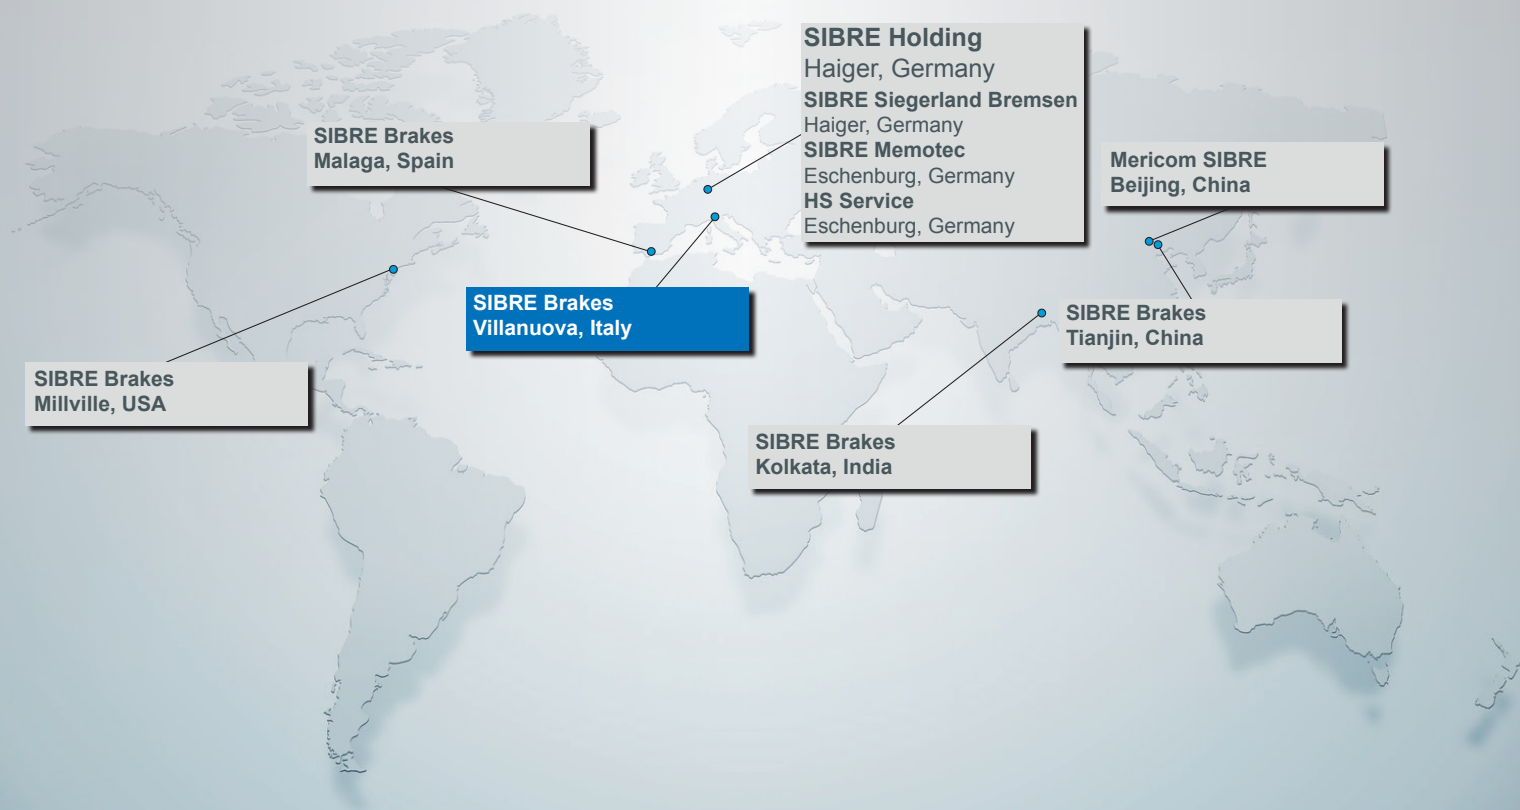 SIBRE Holding
Haiger, Germany
SIBRE Siegerland Bremsen
Haiger, Germany
SIBRE Memotec
Eschenburg, Germany
HS Service
Eschenburg, Germany
SIBRE Brakes
Malaga, Spain
Mericom SIBRE
Beijing, China
SIBRE Brakes
Villanuova, Italy
SIBRE Brakes
Tianjin, China
SIBRE Brakes
Millville, USA
SIBRE Brakes
Kolkata, India